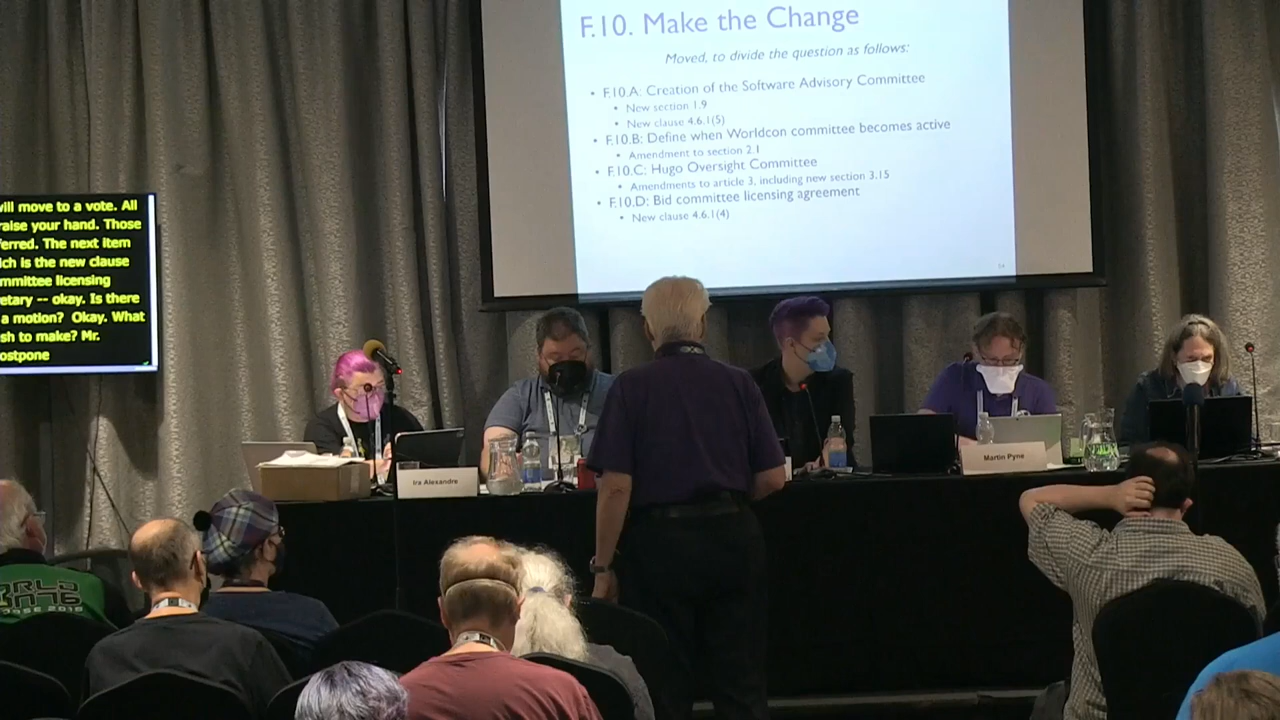 F.10. Make the Change
Moved, to divide the question as follows:
• F.10.A: Creation of the Software Advisory Committee
• New section 1.9
• New clause 4.6.1(5)
• F.10.B: Define when Worldcon committee becomes active
• Amendment to section 2.1
• F.10.C: Hugo Oversight Committee
• Amendments to article 3, including new section 3.15
• F.10.D: Bid committee licensing agreement
• New clause 4.6.1(4)
will move to a vote. All
raise your hand. Those
ferred. The next item
ich is the new clause
mmittee licensing
etary -- okay. Is there
a motion? Okay. What
sh to make? Mr.
ostpone
Ira Alexandre
Martin Pyne